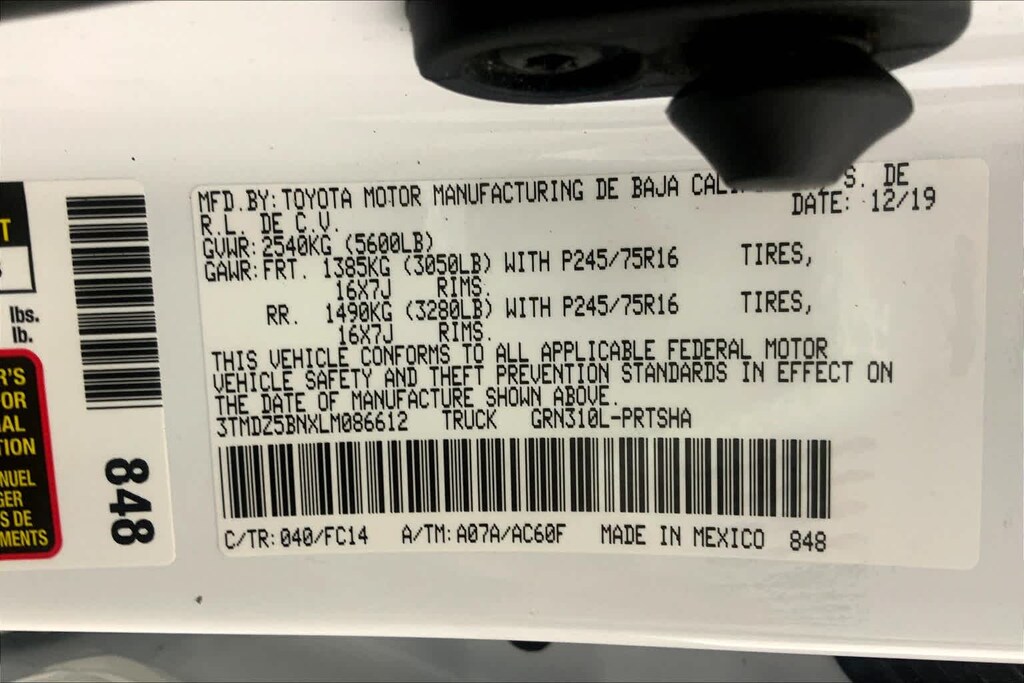 MFD.BY: TOYOTA MOTOR MANUFACTURING DE BAJA S. DE
R.L. DE C.V. DATE: 12/19
GVWR: 2540KG (5600LB)
GAWR: FRT. 1385KG (3050LB) WITH P245/75R16 TIRES,
16X7J RIMS.
RR. 1490KG (3280LB) WITH P245/75R16 TIRES,
16X7J RIMS.
THIS VEHICLE CONFORMS TO ALL APPLICABLE FEDERAL MOTOR
VEHICLE SAFETY AND THEFT PREVENTION STANDARDS IN EFFECT ON
THE DATE OF MANUFACTURE SHOWN ABOVE.
3TMDZ5BNXLM086612 TRUCK GRN310L-PRTSHA
C/TR: 040/FC14 A/TM: A07A/AC60F MADE IN MEXICO 848
848
lbs.
lb.